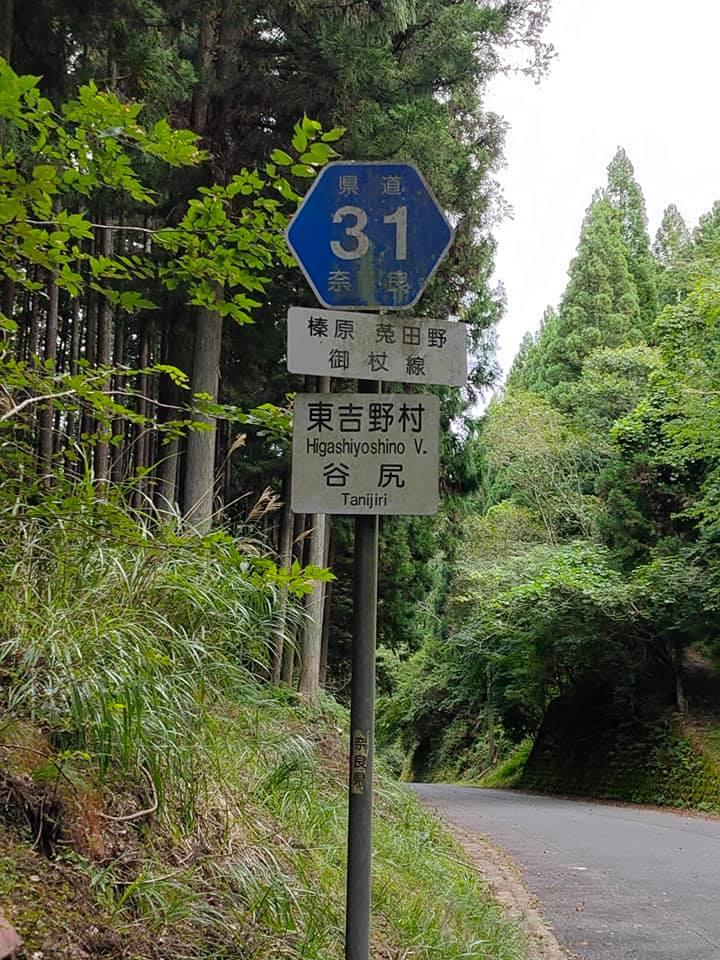 県道
31
奈良
榛原 菟田野
御杖線
東吉野村
Higashiyoshino V.
谷尻
Tanijiri
奈良県